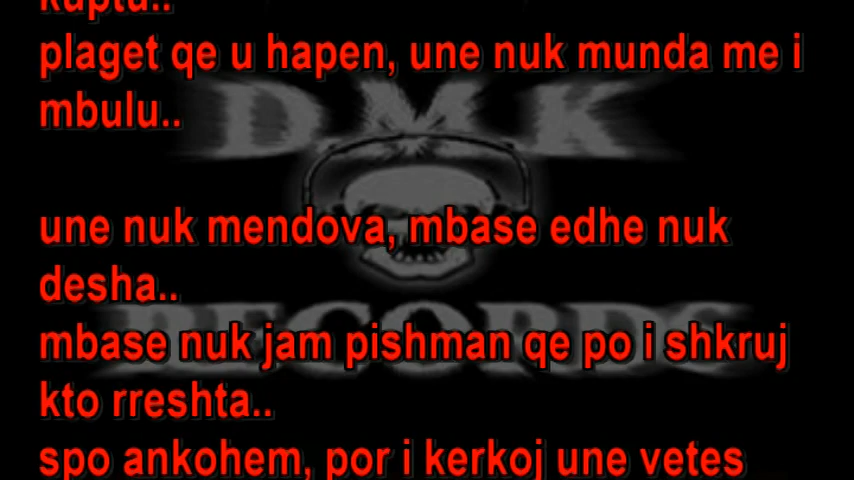 kuptu..
plaget qe u hapen, une nuk munda me i
mbulu..
DMK
une nuk mendova, mbase edhe nuk
desha..
RECORDS
mbase nuk jam pishman qe po i shkruj
kto rreshta..
spo ankohem, por i kerkoj une vetes